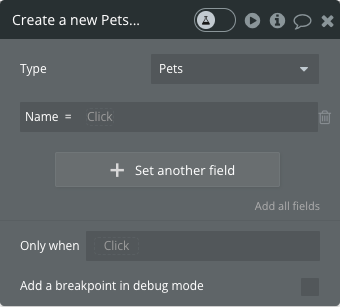 Create a new Pets...
Type Pets
Name = Click
Set another field
Add all fields
Only when Click
Add a breakpoint in debug mode